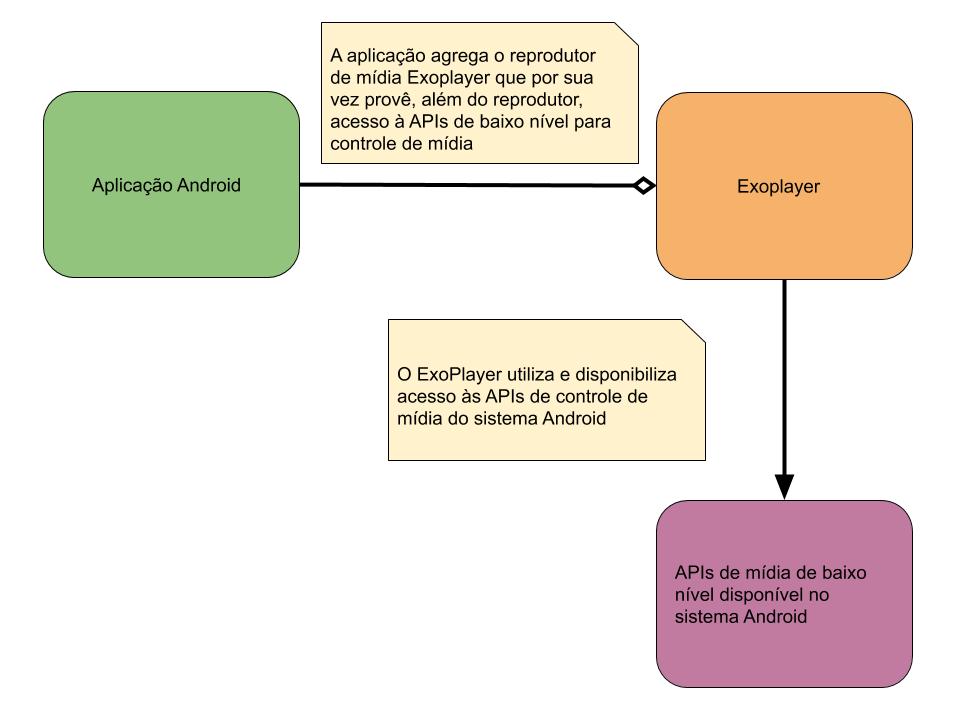 A aplicação agrega o reprodutor
de mídia Exoplayer que por sua
vez provê, além do reprodutor,
acesso à APIs de baixo nível para
controle de mídia
Aplicação Android
Exoplayer
O ExoPlayer utiliza e disponibiliza
acesso às APIs de controle de
mídia do sistema Android
APIs de mídia de baixo
nível disponível no
sistema Android